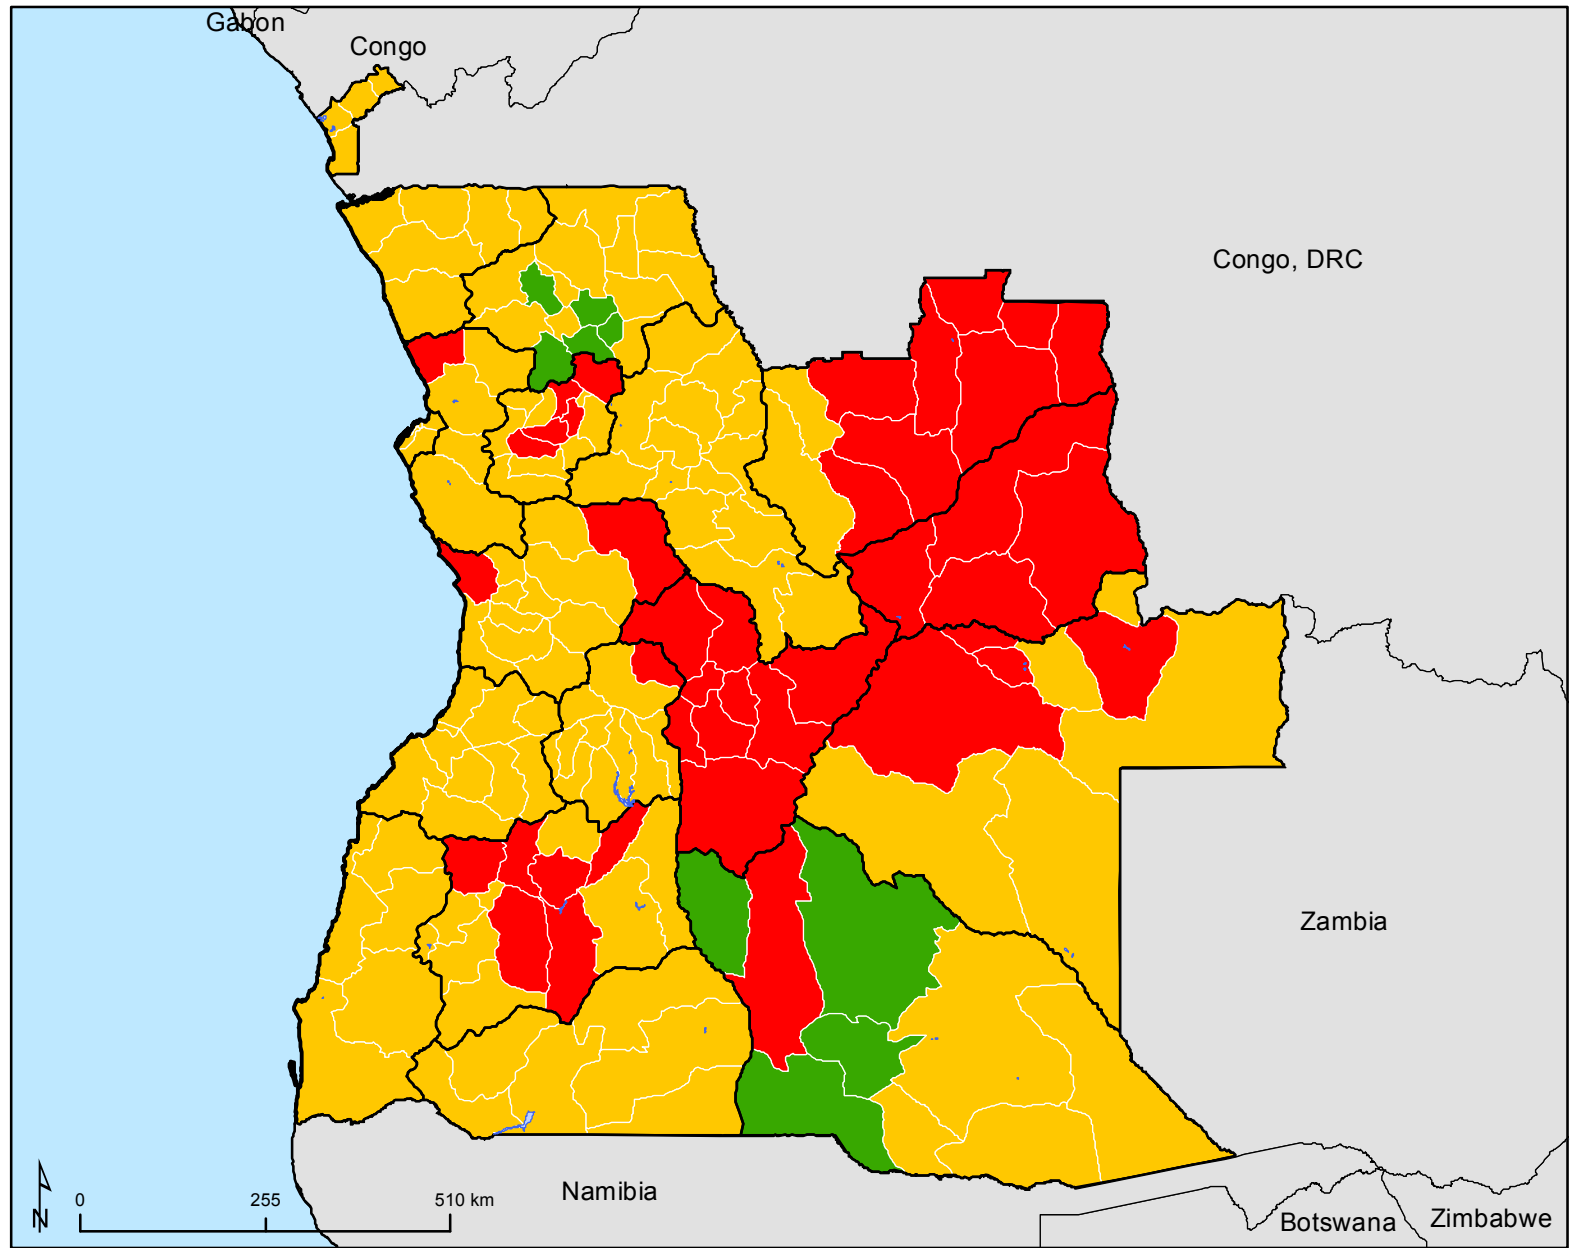 Gabon
Congo
Congo, DRC
Zambia
Namibia
Botswana
Zimbabwe
N
0 255 510 km